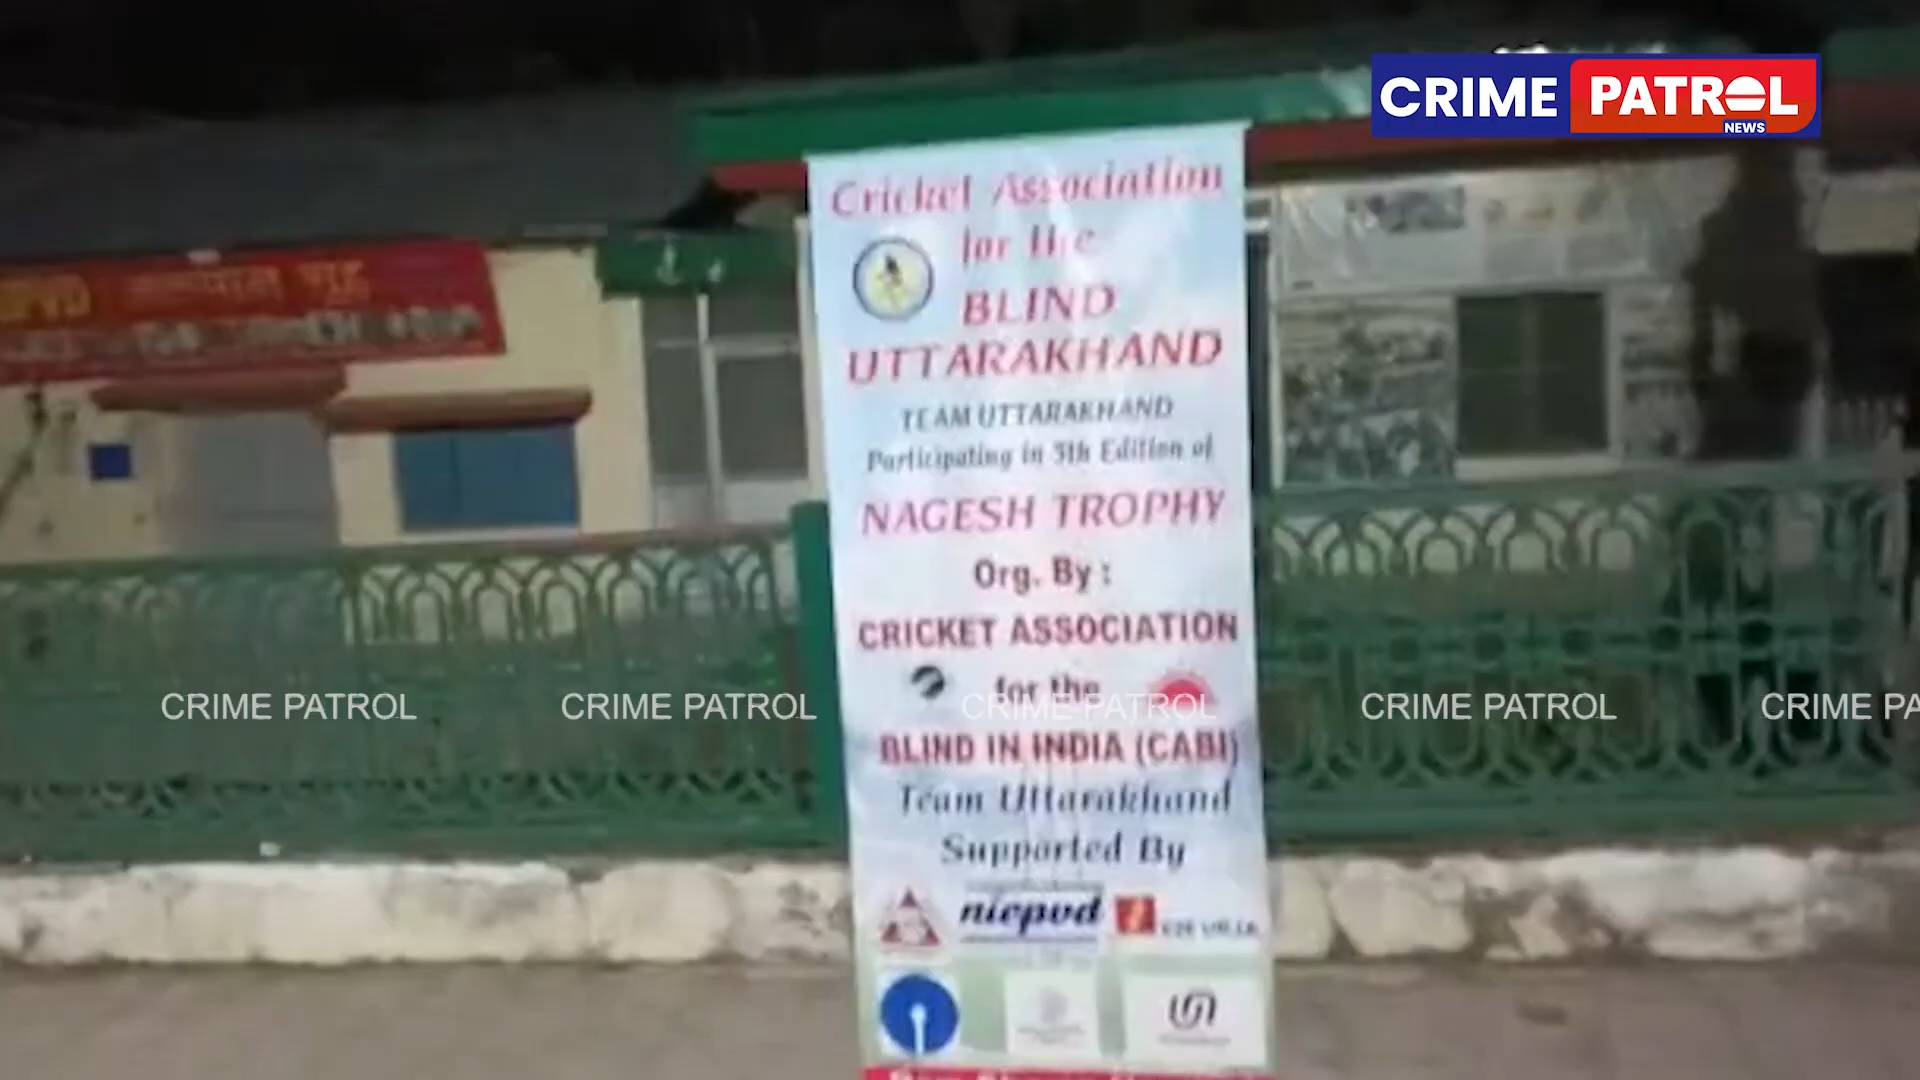 CRIME PATROL
NEWS
Cricket Association
for the
BLIND
UTTARAKHAND
TEAM UTTARAKHAND
Participating in 5th Edition of
NAGESH TROPHY
Org. By :
CRICKET ASSOCIATION
for the
BLIND IN INDIA (CABI)
Team Uttarakhand
Supported By
niepvd
CRIME PATROL CRIME PATROL CRIME PATROL CRIME PATROL CRIME PA